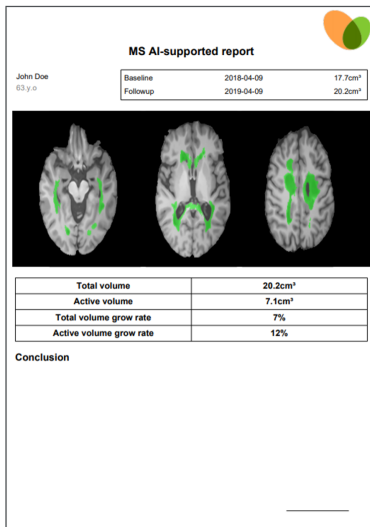 MS AI-supported report
John Doe
63.y.o
Baseline 2018-04-09 17.7cm³
Followup 2019-04-09 20.2cm³
Total volume 20.2cm³
Active volume 7.1cm³
Total volume grow rate 7%
Active volume grow rate 12%
Conclusion